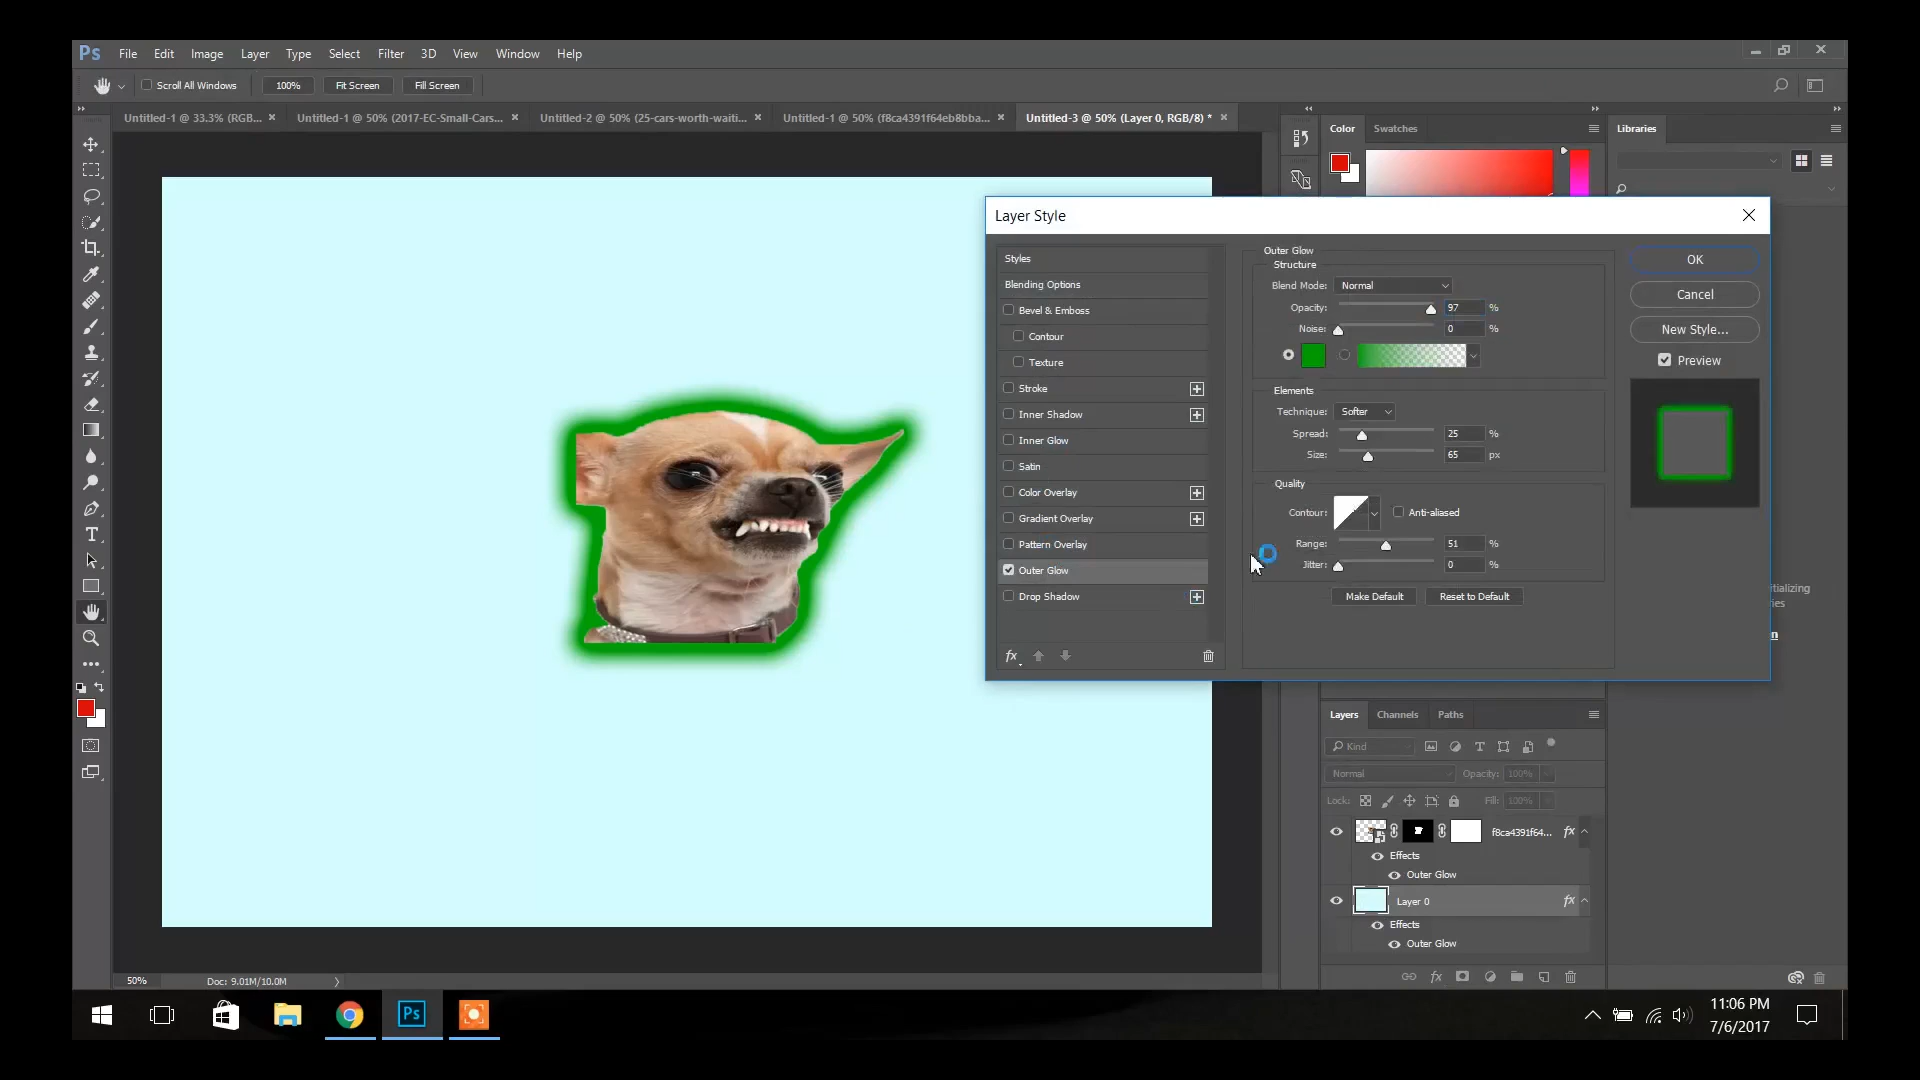 Ps File Edit Image Layer Type Select Filter 3D View Window Help
Scroll All Windows 100% Fit Screen Fill Screen
Untitled-1 @ 33.3% (RGB... × Untitled-1 @ 50% (2017-EC-Small-Cars... × Untitled-2 @ 50% (25-cars-worth-waiti... × Untitled-1 @ 50% (f8ca4391f64eb8bba... × Untitled-3 @ 50% (Layer 0, RGB/8) * ×
Color Swatches
Libraries
Layer Style
Styles
Blending Options
Bevel & Emboss
Contour
Texture
Stroke
Inner Shadow
Inner Glow
Satin
Color Overlay
Gradient Overlay
Pattern Overlay
Outer Glow
Drop Shadow
fx
Outer Glow
Structure
Blend Mode: Normal
Opacity: 97 %
Noise: 0 %
Elements
Technique: Softer
Spread: 25 %
Size: 65 px
Quality
Contour: Anti-aliased
Range: 51 %
Jitter: 0 %
Make Default Reset to Default
OK
Cancel
New Style...
Preview
Layers Channels Paths
Kind
Normal Opacity: 100%
Lock: Fill: 100%
f8ca4391f64... fx
Effects
Outer Glow
Layer 0 fx
Effects
Outer Glow
fx
50% Doc: 9.01M/10.0M
Ps
11:06 PM
7/6/2017